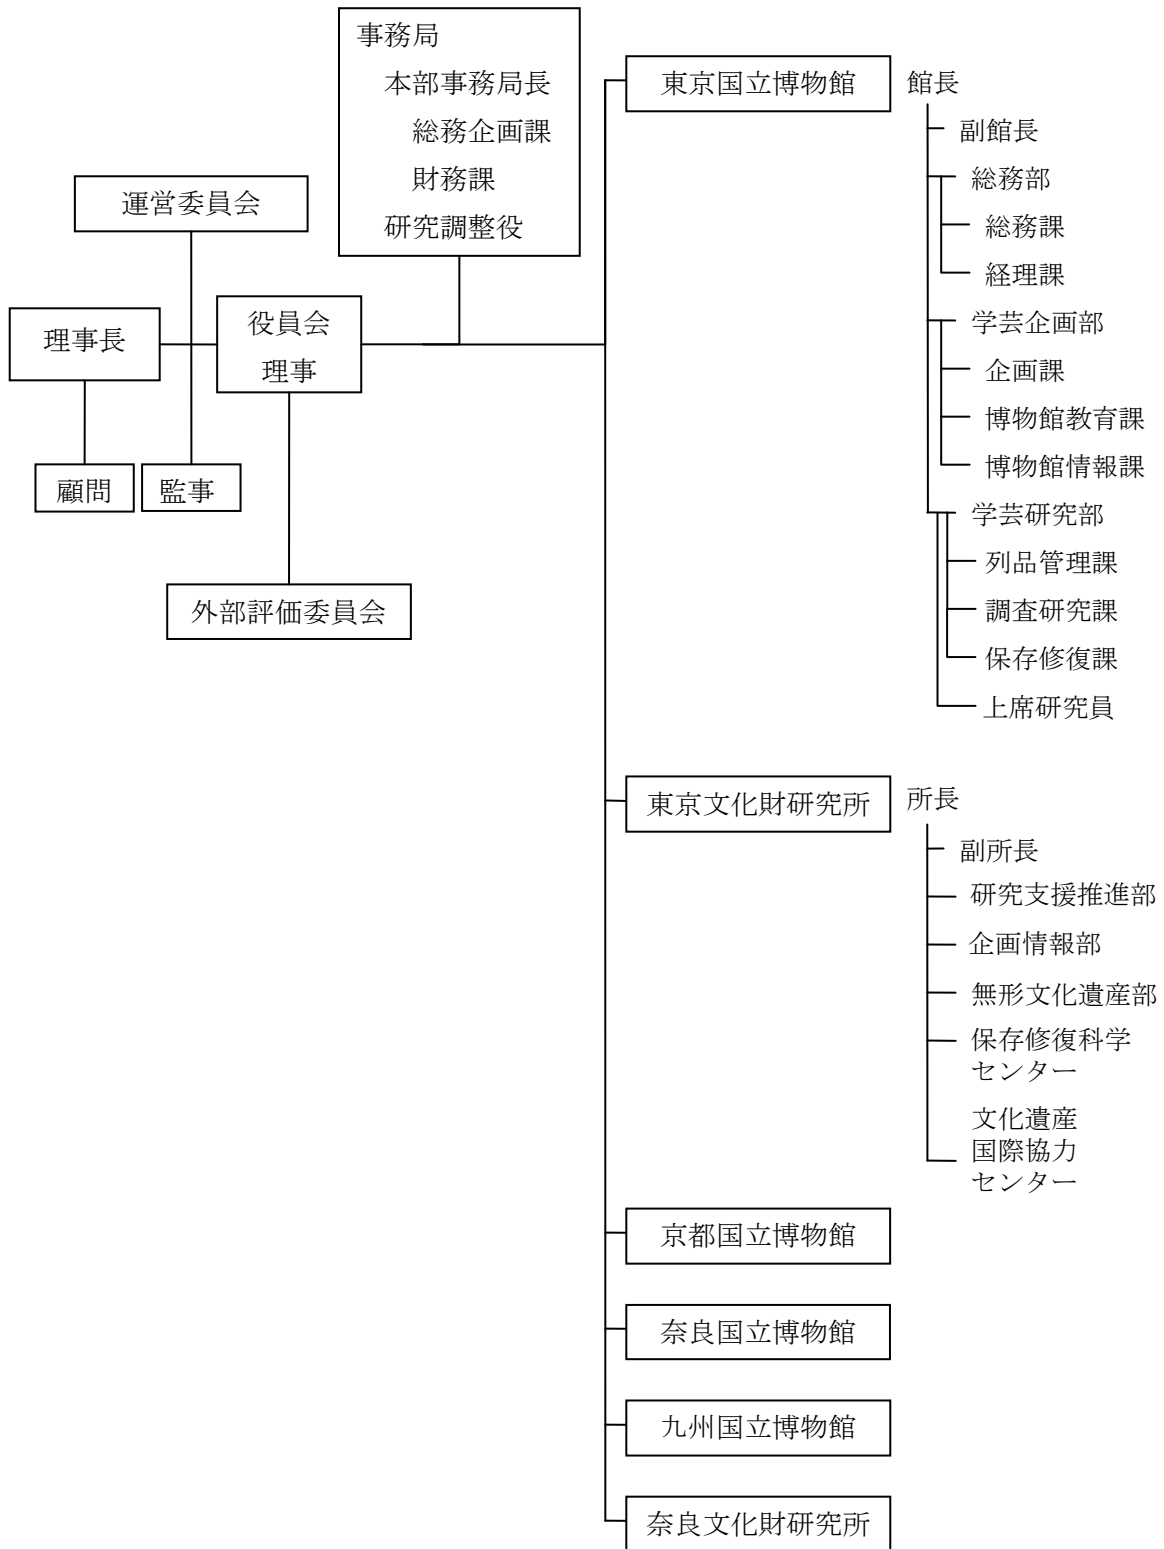 事務局
本部事務局長
総務企画課
財務課
研究調整役
運営委員会
理事長
役員会
理事
顧問
監事
外部評価委員会
東京国立博物館
館長
副館長
総務部
総務課
経理課
学芸企画部
企画課
博物館教育課
博物館情報課
学芸研究部
列品管理課
調査研究課
保存修復課
上席研究員
東京文化財研究所
所長
副所長
研究支援推進部
企画情報部
無形文化遺産部
保存修復科学
センター
文化遺産
国際協力
センター
京都国立博物館
奈良国立博物館
九州国立博物館
奈良文化財研究所